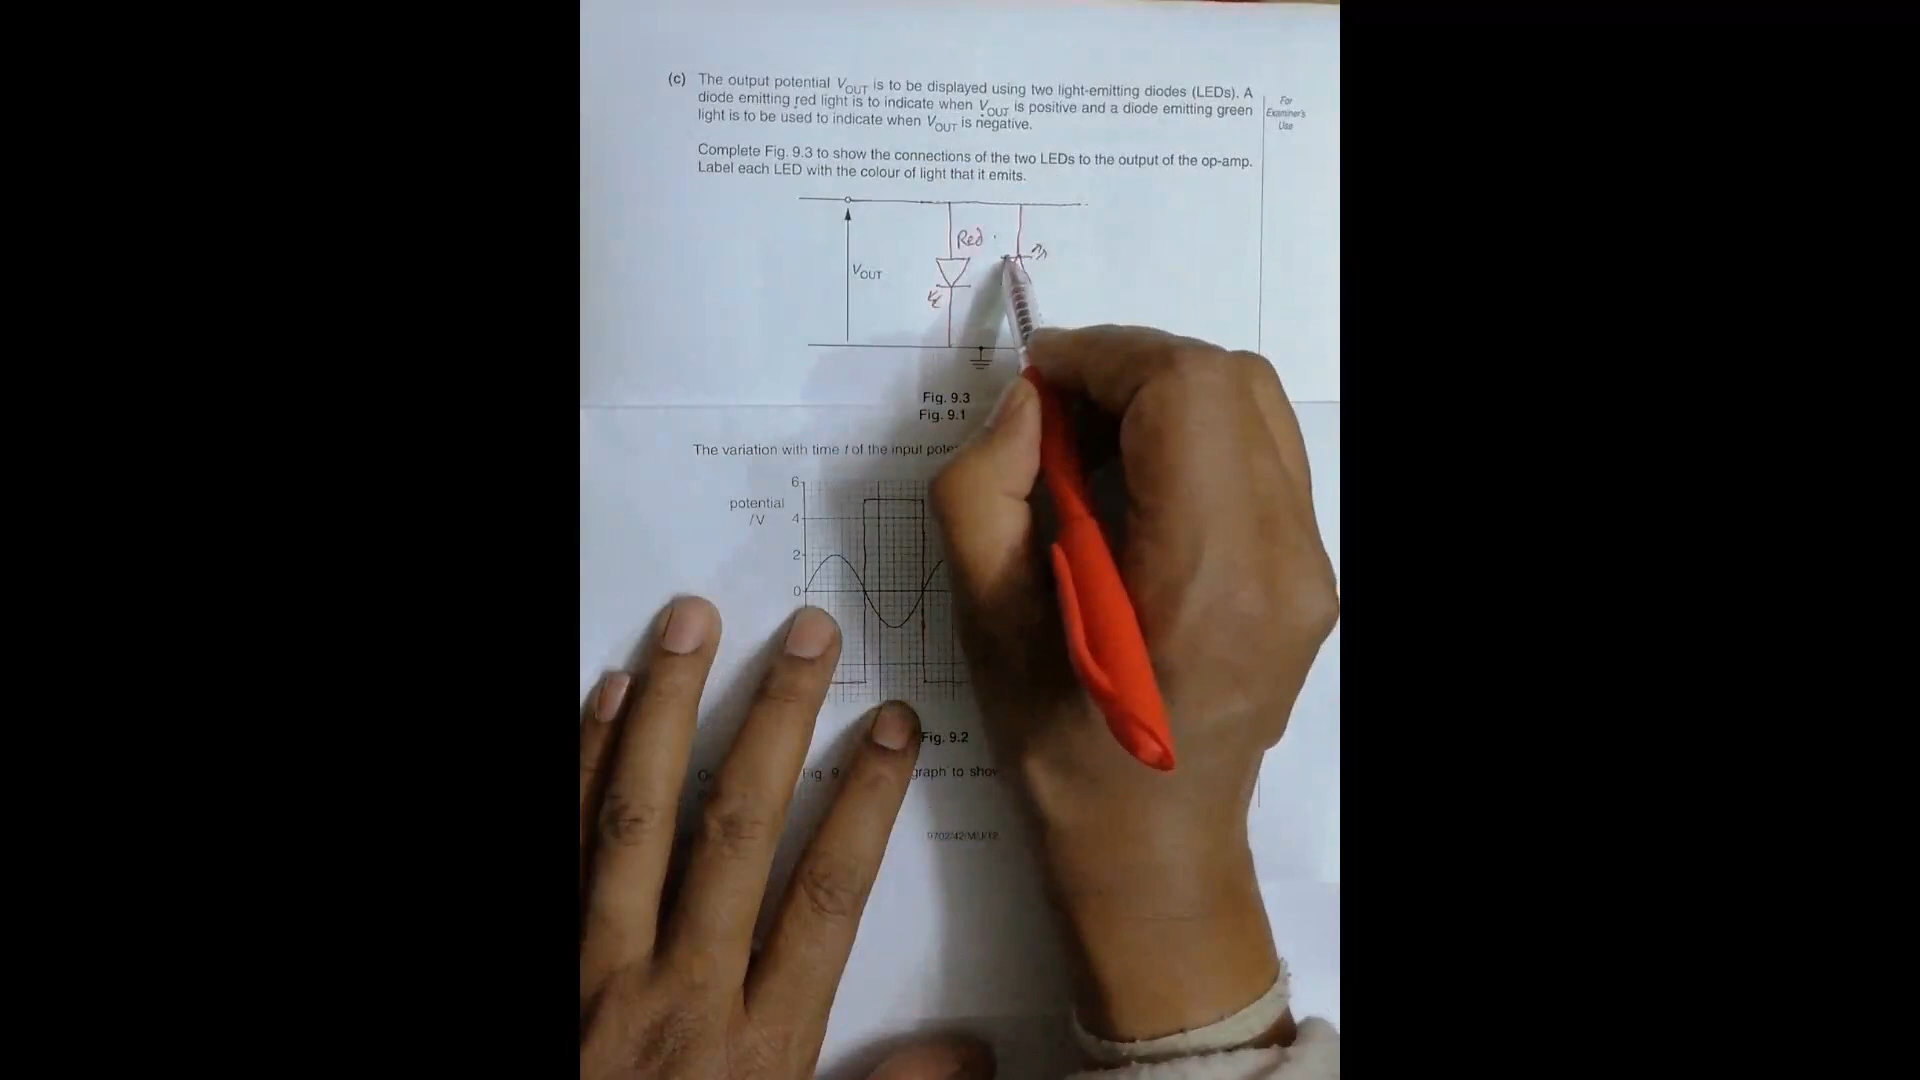 (c) The output potential VOUT is to be displayed using two light-emitting diodes (LEDs). A
diode emitting red light is to indicate when VOUT is positive and a diode emitting green
light is to be used to indicate when VOUT is negative.
For
Examiner's
Use
Complete Fig. 9.3 to show the connections of the two LEDs to the output of the op-amp.
Label each LED with the colour of light that it emits.
Red
VOUT
Fig. 9.3
Fig. 9.1
The variation with time t of the input
potential
/V
6
4
2
0
Fig. 9.2
graph to show